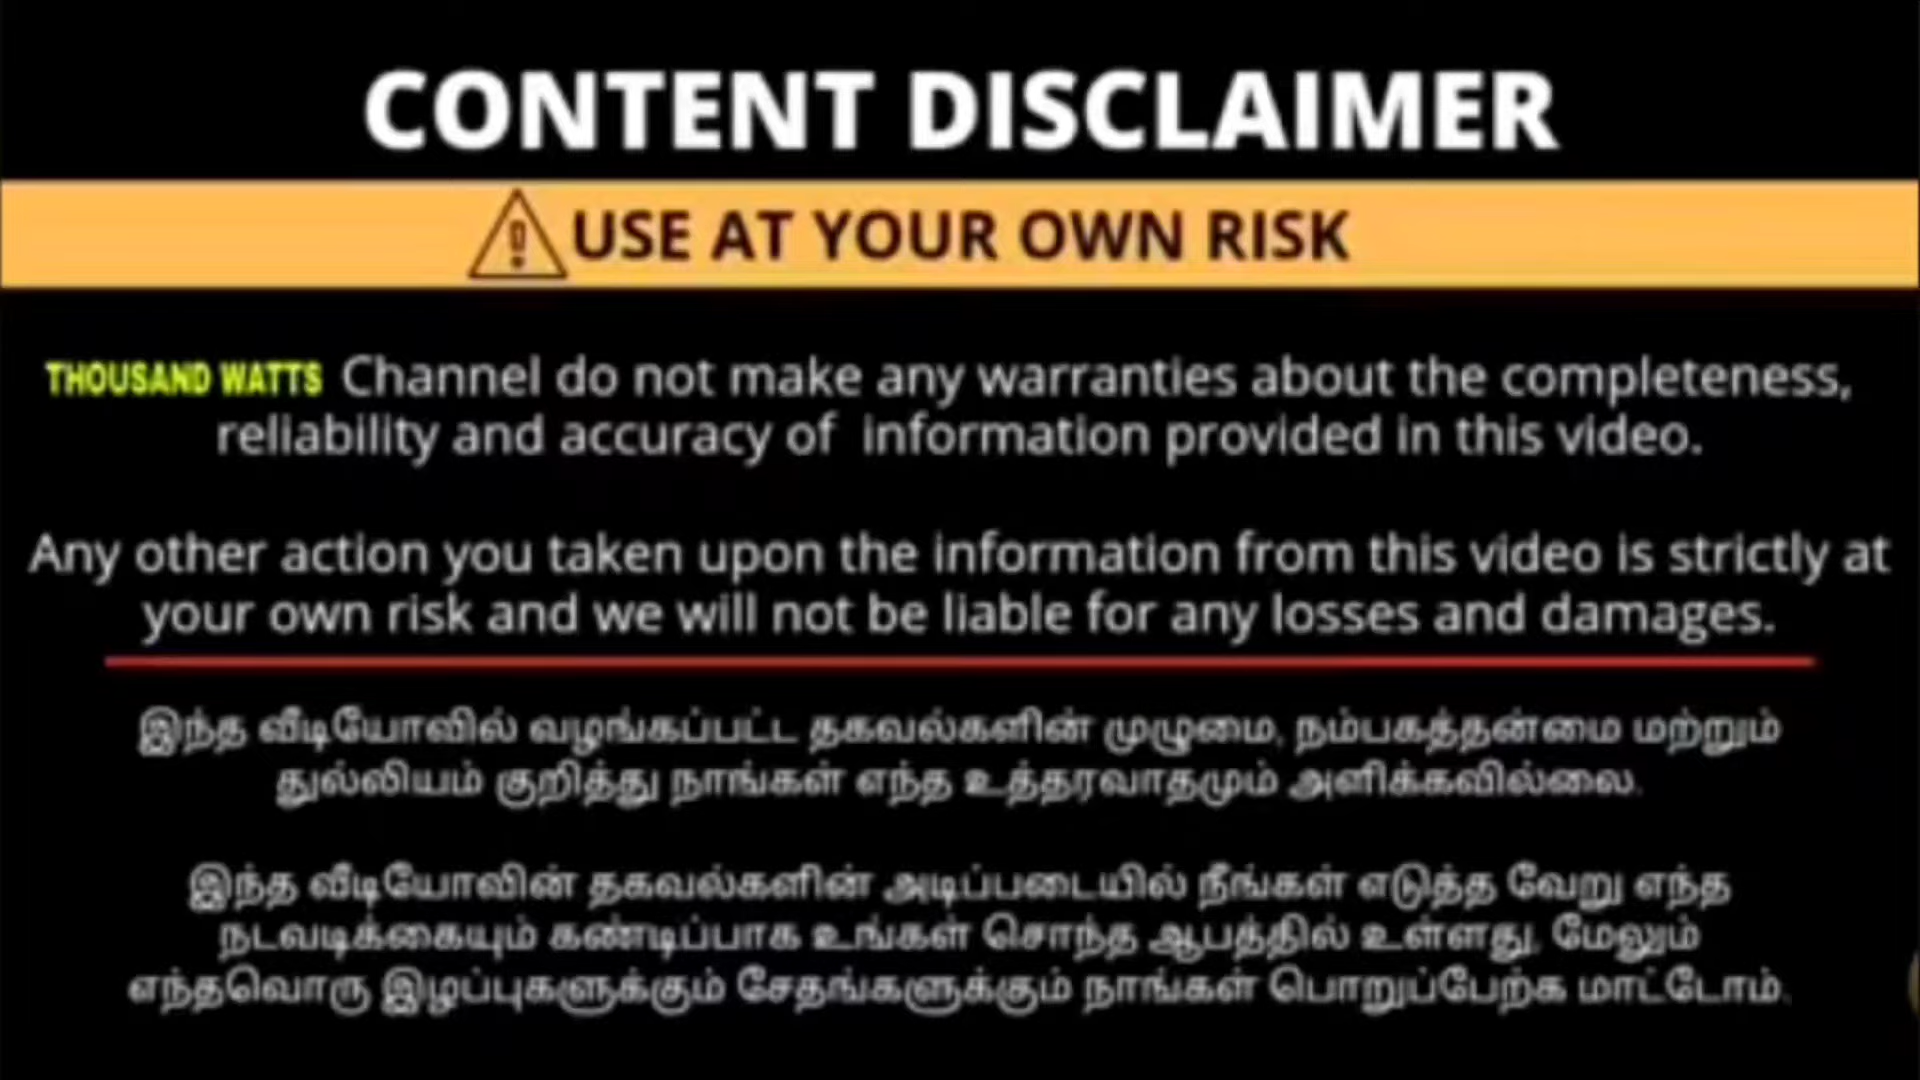 CONTENT DISCLAIMER
USE AT YOUR OWN RISK
THOUSAND WATTS Channel do not make any warranties about the completeness,
reliability and accuracy of information provided in this video.
Any other action you taken upon the information from this video is strictly at
your own risk and we will not be liable for any losses and damages.
இந்த வீடியோவில் வழங்கப்பட்ட தகவல்களின் முழுமை, நம்பகத்தன்மை மற்றும்
துல்லியம் குறித்து நாங்கள் எந்த உத்தரவாதமும் அளிக்கவில்லை.
இந்த வீடியோவின் தகவல்களின் அடிப்படையில் நீங்கள் எடுத்த வேறு எந்த
நடவடிக்கையும் கண்டிப்பாக உங்கள் சொந்த ஆபத்தில் உள்ளது, மேலும்
எந்தவொரு இழப்புகளுக்கும் சேதங்களுக்கும் நாங்கள் பொறுப்பேற்க மாட்டோம்.